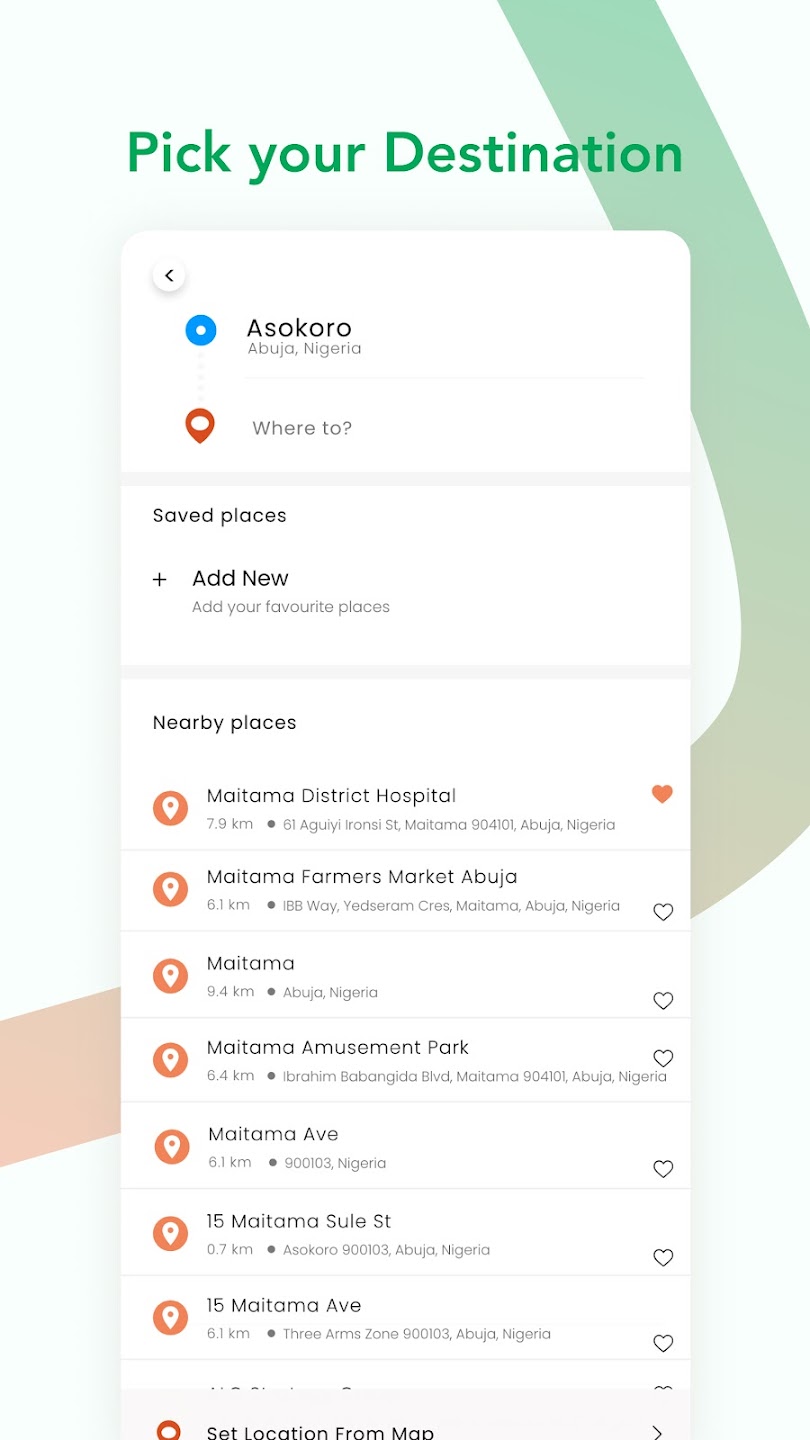 Pick your Destination
Asokoro
Abuja, Nigeria
Where to?
Saved places
+ Add New
Add your favourite places
Nearby places
Maitama District Hospital
7.9 km ● 61 Aguiyi Ironsi St, Maitama 904101, Abuja, Nigeria
Maitama Farmers Market Abuja
6.1 km ● IBB Way, Yedseram Cres, Maitama, Abuja, Nigeria
Maitama
9.4 km ● Abuja, Nigeria
Maitama Amusement Park
6.4 km ● Ibrahim Babangida Blvd, Maitama 904101, Abuja, Nigeria
Maitama Ave
6.1 km ● 900103, Nigeria
15 Maitama Sule St
0.7 km ● Asokoro 900103, Abuja, Nigeria
15 Maitama Ave
6.1 km ● Three Arms Zone 900103, Abuja, Nigeria
Set Location From Map